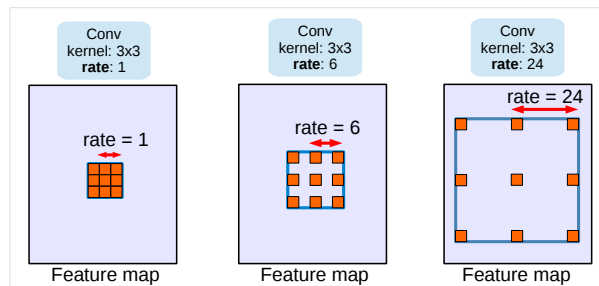 Conv
kernel: 3x3
rate: 1
rate = 1
Feature map
Conv
kernel: 3x3
rate: 6
rate = 6
Feature map
Conv
kernel: 3x3
rate: 24
rate = 24
Feature map